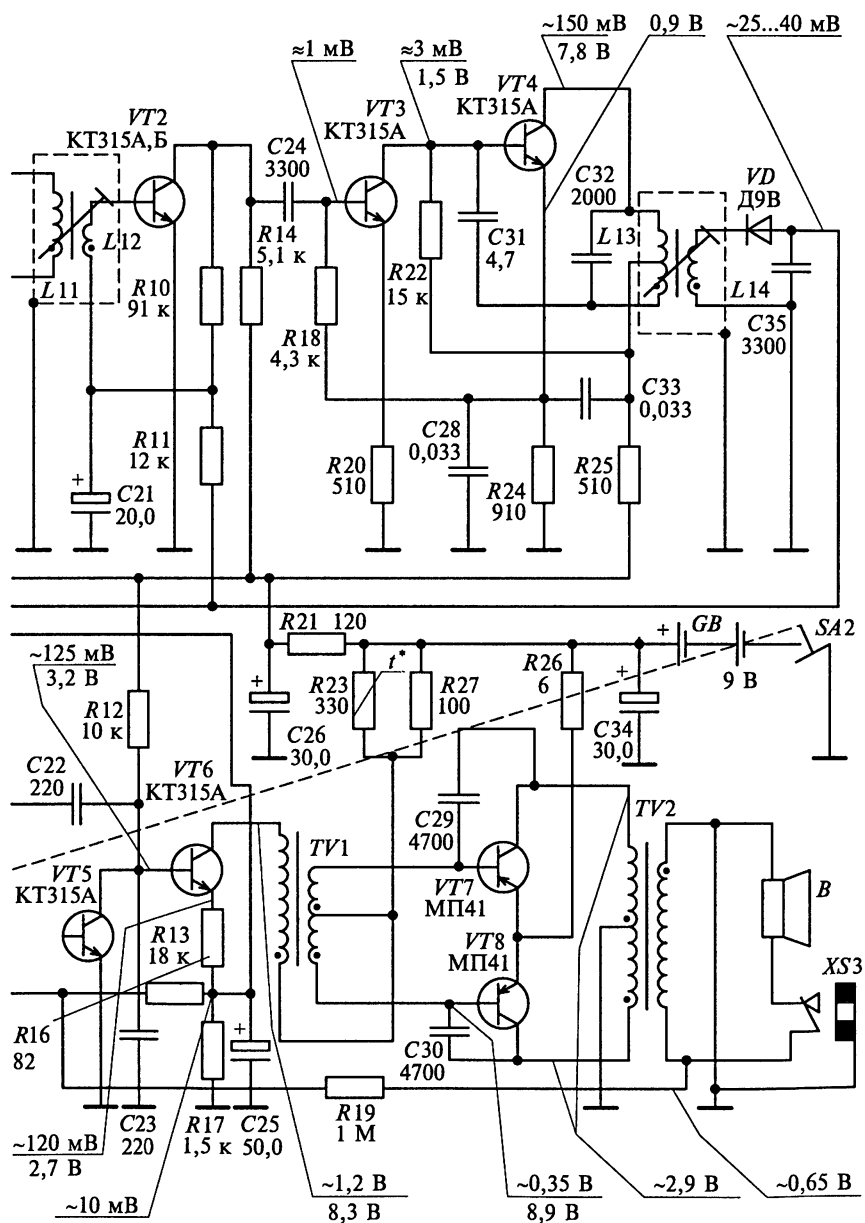 ~150 мВ
7,8 В
0,9 В
~25...40 мВ
≈1 мВ
≈3 мВ
1,5 В
VT4
КТ315А
VT2
КТ315А,Б
VT3
КТ315А
C24
3300
C32
2000
VD
Д9В
L12
L11
R14
5,1 к
R10
91 к
R18
4,3 к
R22
15 к
C31
4,7
L13
L14
C35
3300
R11
12 к
C21
20,0
R20
510
C28
0,033
R24
910
C33
0,033
R25
510
R21 120
GB
SA2
9 В
~125 мВ
3,2 В
R12
10 к
C26
30,0
R23
330
t*
R27
100
R26
6
C34
30,0
C22
220
VT6
КТ315А
VT5
КТ315А
TV1
C29
4700
VT7
МП41
VT8
МП41
TV2
B
XS3
R13
18 к
R16
82
C30
4700
C23
220
R17
1,5 к
C25
50,0
R19
1 М
~120 мВ
2,7 В
~10 мВ
~1,2 В
8,3 В
~0,35 В
8,9 В
~2,9 В
~0,65 В